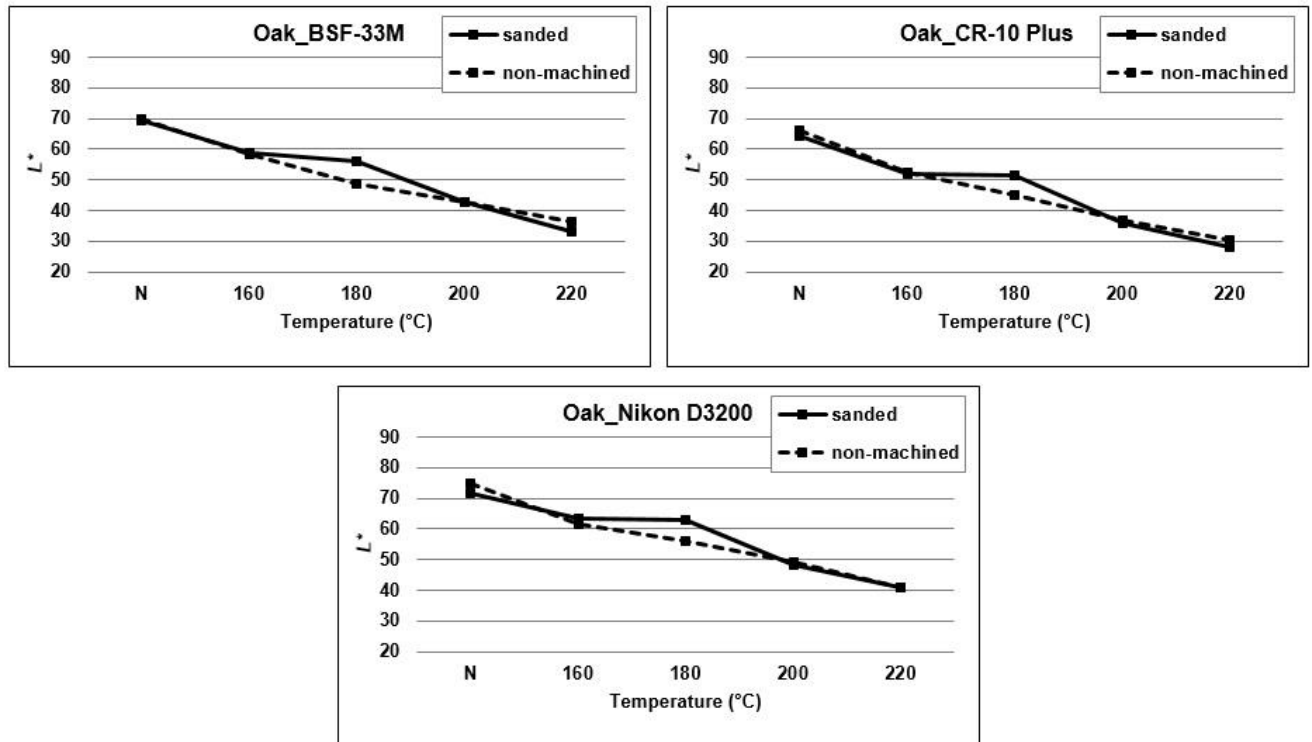 Oak_BSF-33M
sanded
non-machined
90
80
70
60
50
40
30
20
L*
N 160 180 200 220
Temperature (°C)
Oak_CR-10 Plus
sanded
non-machined
90
80
70
60
50
40
30
20
L*
N 160 180 200 220
Temperature (°C)
Oak_Nikon D3200
sanded
non-machined
90
80
70
60
50
40
30
20
L*
N 160 180 200 220
Temperature (°C)